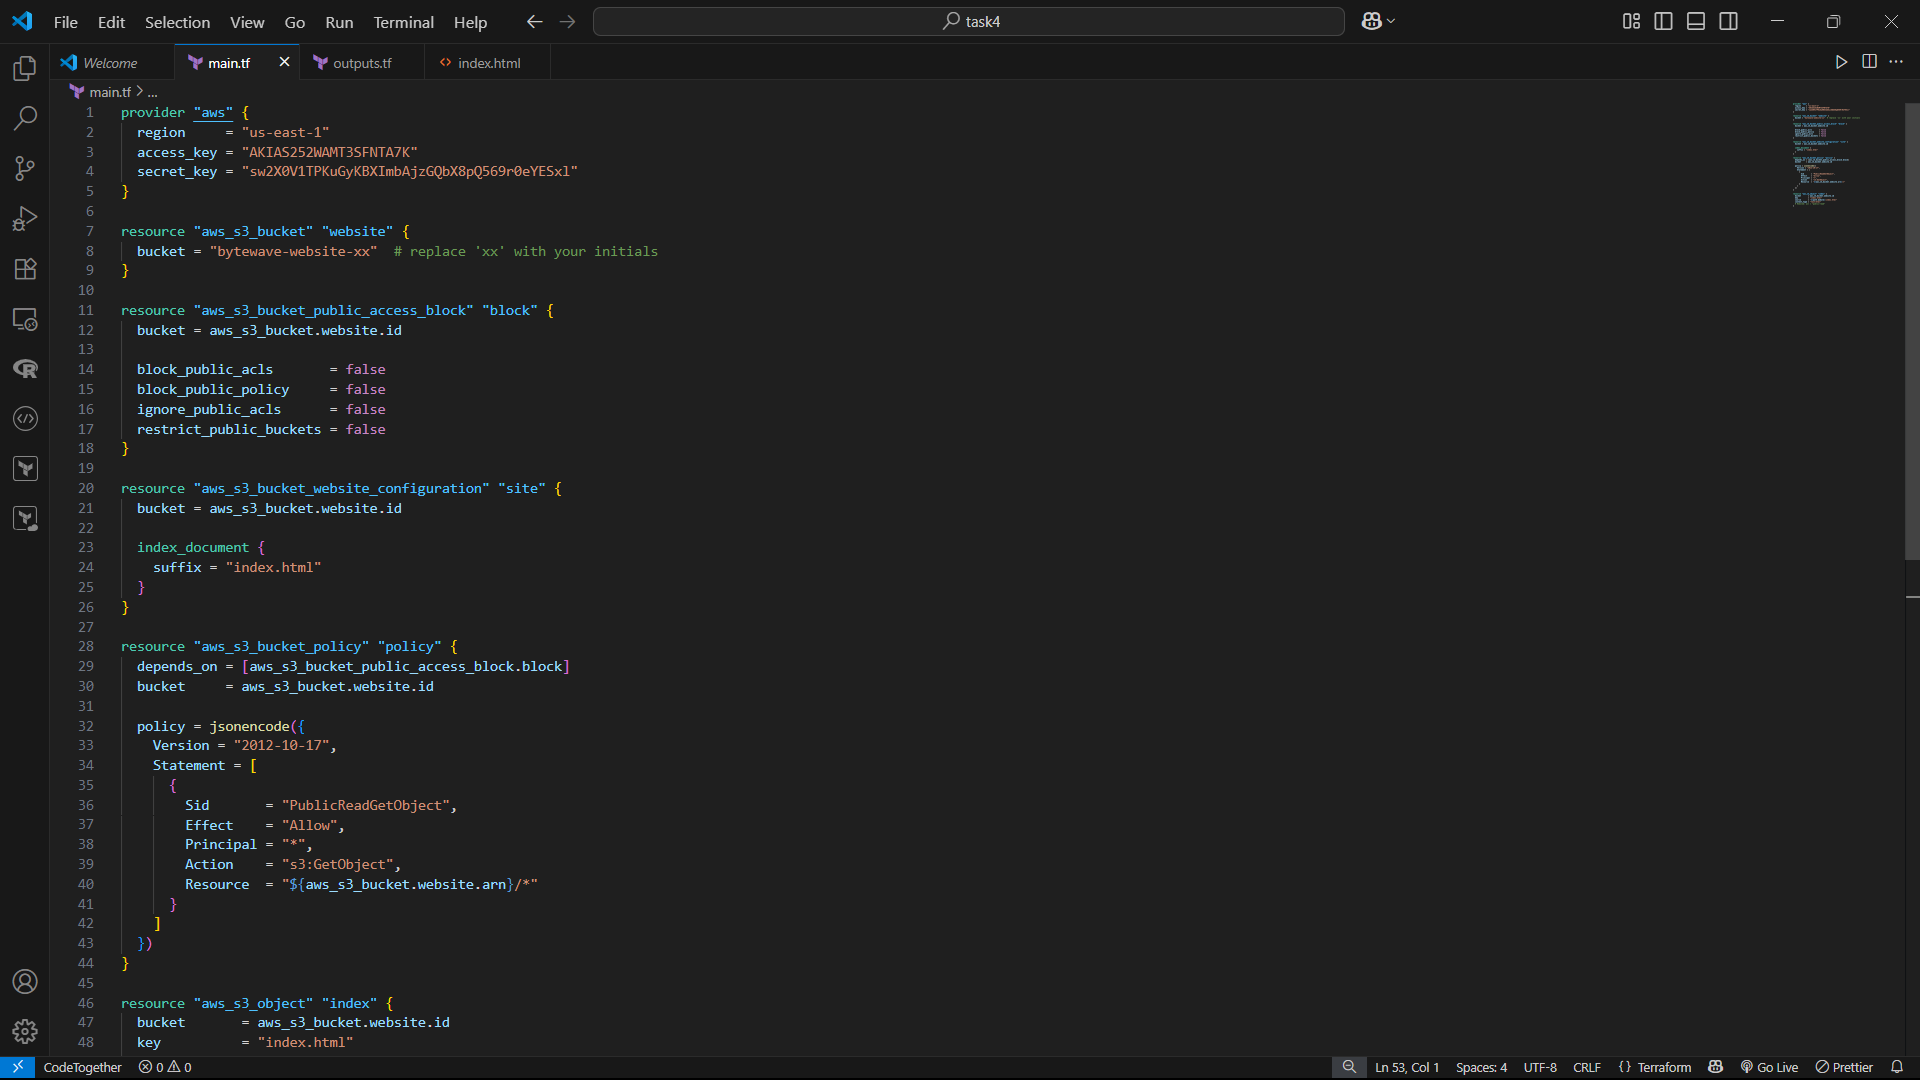 File Edit Selection View Go Run Terminal Help
task4
Welcome
main.tf
outputs.tf
index.html
main.tf > ...
1 provider "aws" {
2 region = "us-east-1"
3 access_key = "AKIAS252WAMT3SFNTA7K"
4 secret_key = "sw2X0V1TPKuGyKBXImbAjzGQbX8pQ569r0eYESxl"
5 }
6
7 resource "aws_s3_bucket" "website" {
8 bucket = "bytewave-website-xx" # replace 'xx' with your initials
9 }
10
11 resource "aws_s3_bucket_public_access_block" "block" {
12 bucket = aws_s3_bucket.website.id
13
14 block_public_acls = false
15 block_public_policy = false
16 ignore_public_acls = false
17 restrict_public_buckets = false
18 }
19
20 resource "aws_s3_bucket_website_configuration" "site" {
21 bucket = aws_s3_bucket.website.id
22
23 index_document {
24 suffix = "index.html"
25 }
26 }
27
28 resource "aws_s3_bucket_policy" "policy" {
29 depends_on = [aws_s3_bucket_public_access_block.block]
30 bucket = aws_s3_bucket.website.id
31
32 policy = jsonencode({
33 Version = "2012-10-17",
34 Statement = [
35 {
36 Sid = "PublicReadGetObject",
37 Effect = "Allow",
38 Principal = "*",
39 Action = "s3:GetObject",
40 Resource = "${aws_s3_bucket.website.arn}/*"
41 }
42 ]
43 })
44 }
45
46 resource "aws_s3_object" "index" {
47 bucket = aws_s3_bucket.website.id
48 key = "index.html"
CodeTogether 0 0 Ln 53, Col 1 Spaces: 4 UTF-8 CRLF {} Terraform Go Live Prettier